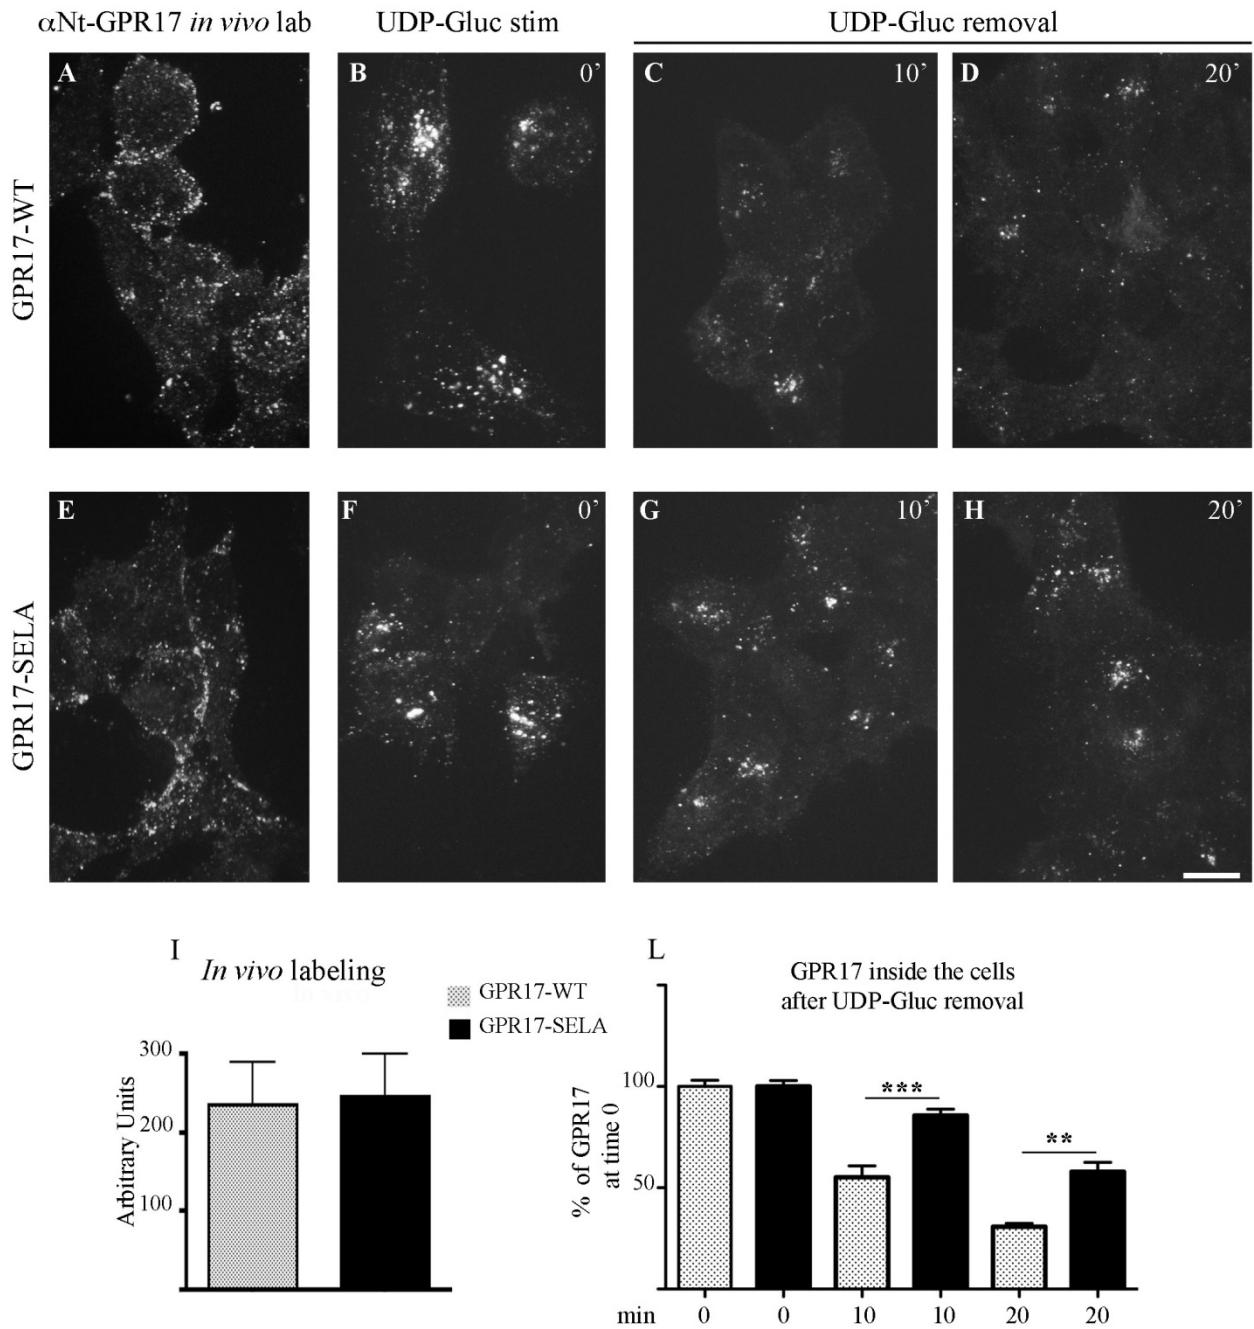 αNt-GPR17 in vivo lab
UDP-Gluc stim
UDP-Gluc removal
GPR17-WT
A
B
0’
C
10’
D
20’
GPR17-SELA
E
F
0’
G
10’
H
20’
I
In vivo labeling
GPR17-WT
GPR17-SELA
Arbitrary Units
300
200
100
L
GPR17 inside the cells
after UDP-Gluc removal
% of GPR17
at time 0
100
50
***
**
min
0
0
10
10
20
20